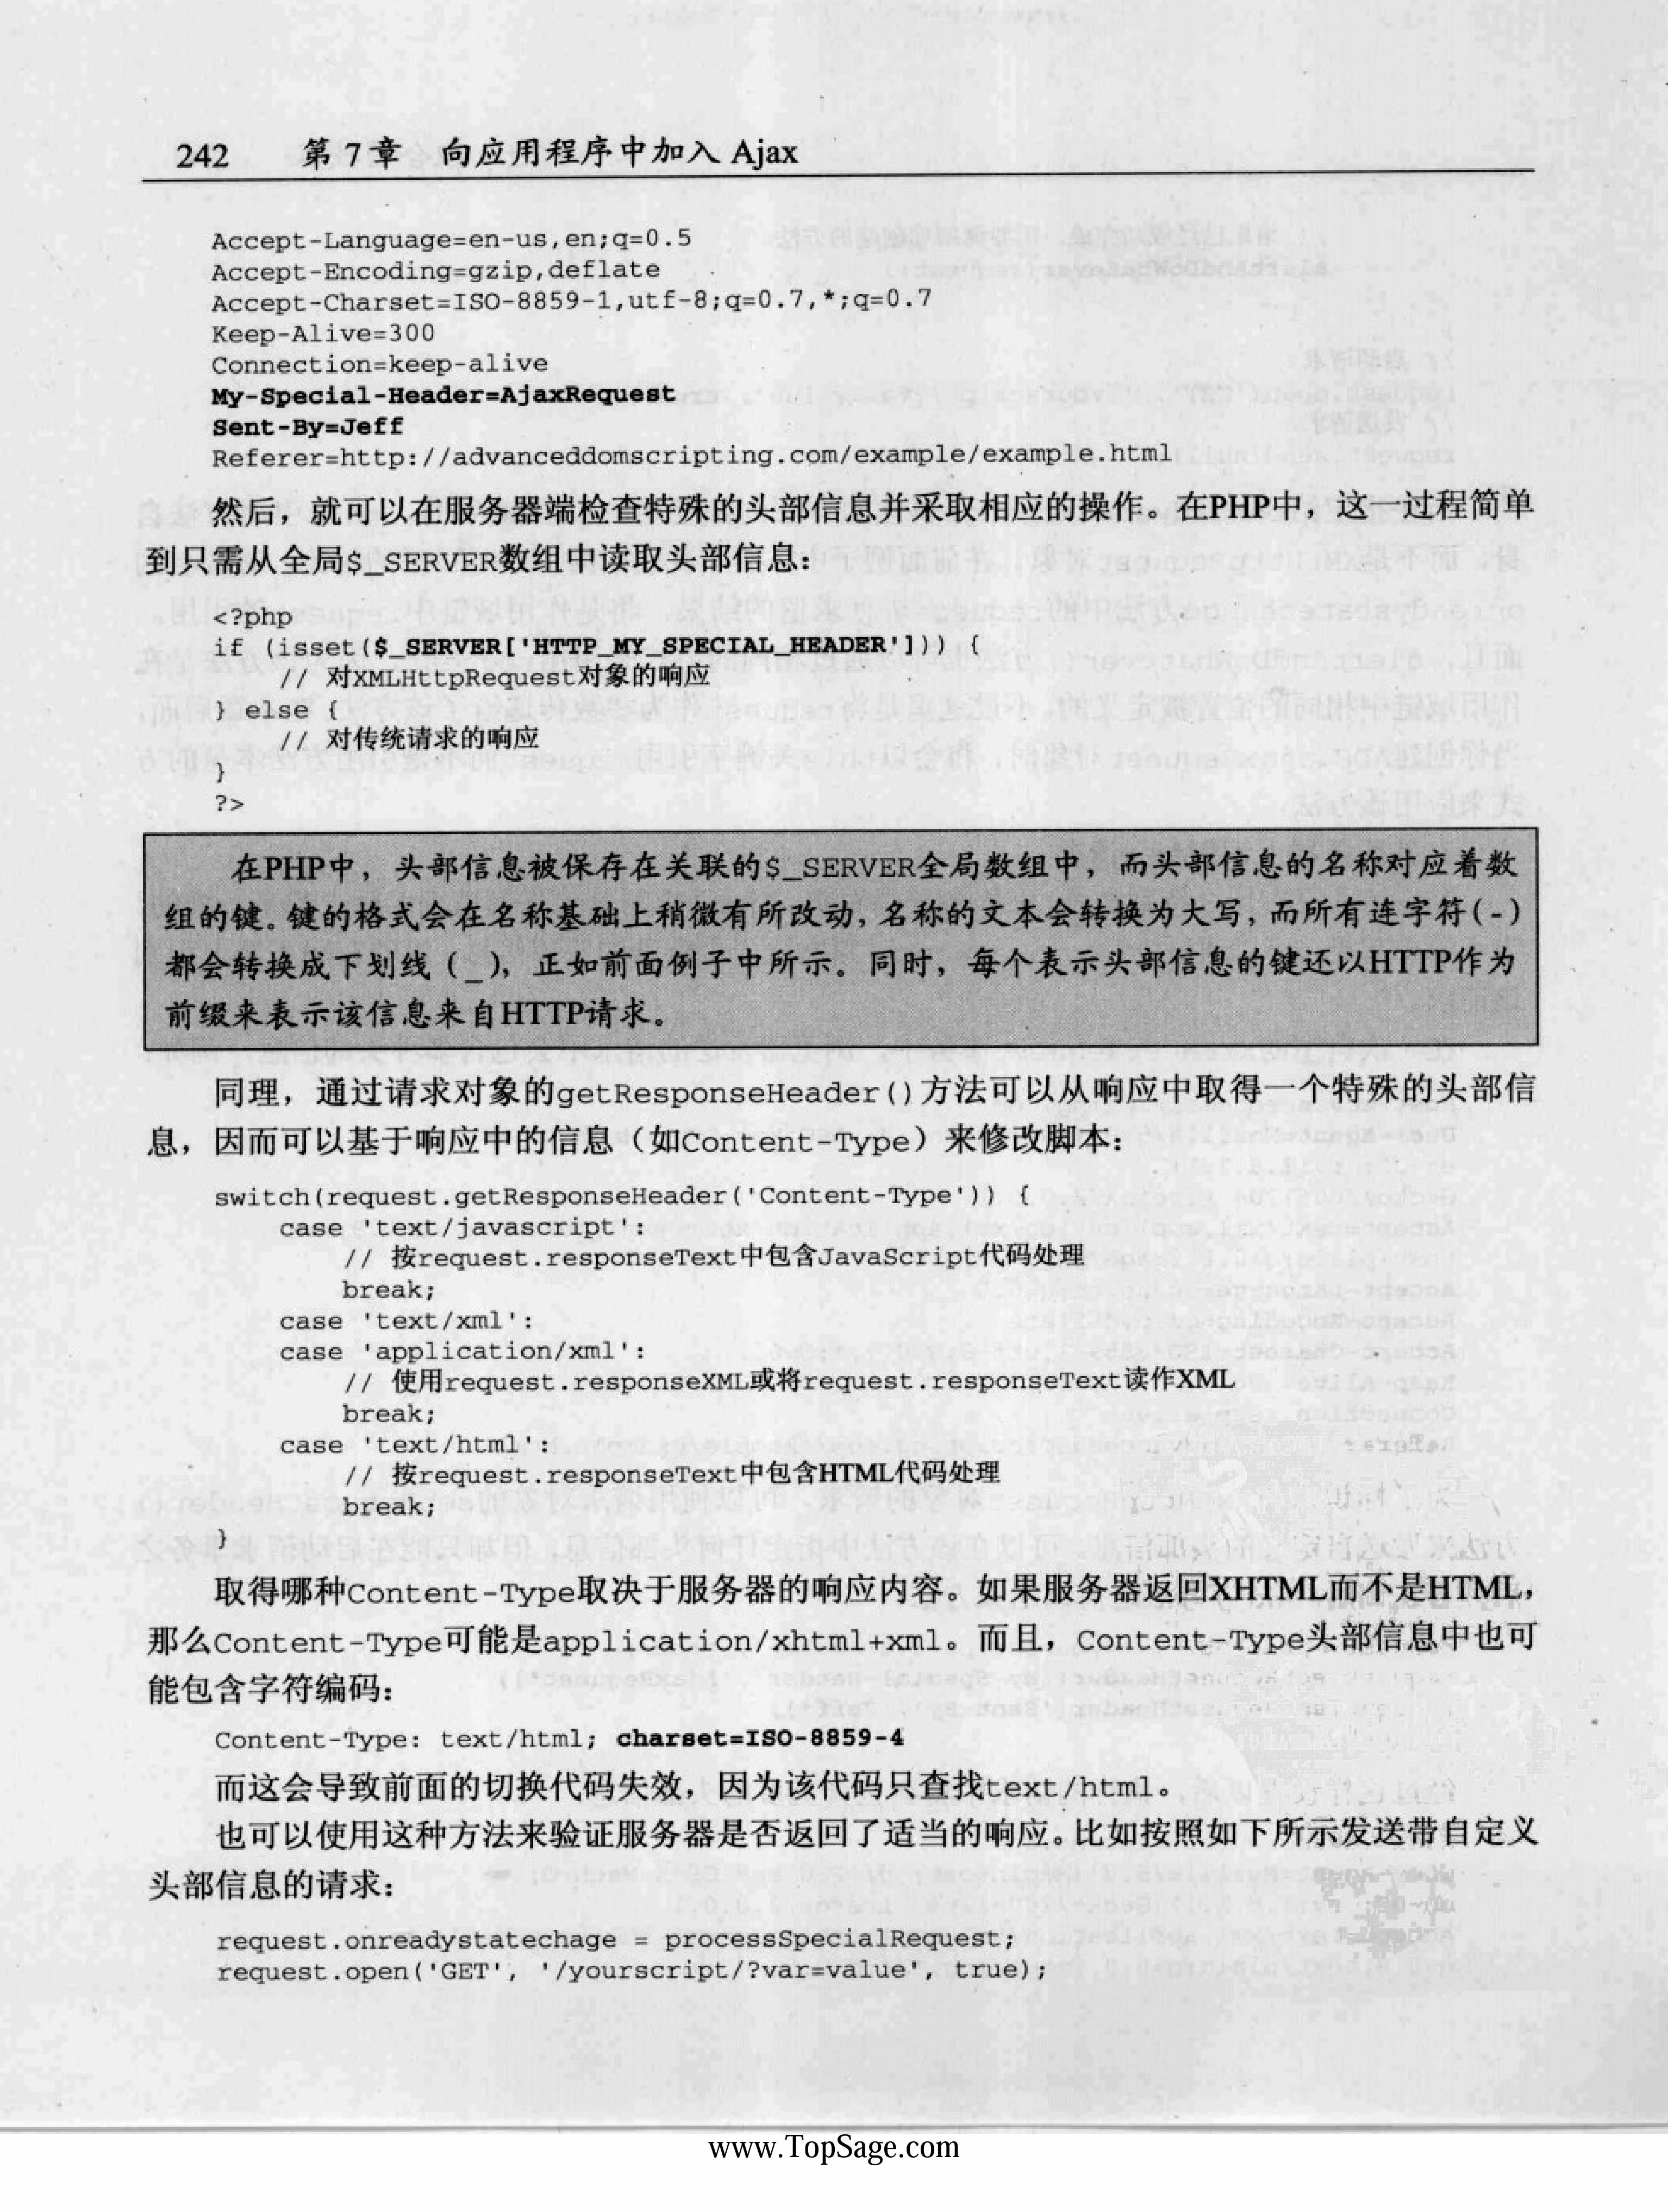 242 第7章 向应用程序中加入 Ajax
Accept-Language=en-us,en;q=0.5
Accept-Encoding=gzip,deflate
Accept-Charset=ISO-8859-1,utf-8;q=0.7,*;q=0.7
Keep-Alive=300
Connection=keep-alive
My-Special-Header=AjaxRequest
Sent-By=Jeff
Referer=http://advanceddomscripting.com/example/example.html
然后，就可以在服务器端检查特殊的头部信息并采取相应的操作。在PHP中，这一过程简单
到只需从全局$_SERVER数组中读取头部信息：
<?php
if (isset($_SERVER['HTTP_MY_SPECIAL_HEADER'])) {
// 对XMLHttpRequest对象的响应
} else {
// 对传统请求的响应
}
?>
在PHP中，头部信息被保存在关联的$_SERVER全局数组中，而头部信息的名称对应着数
组的键。键的格式会在名称基础上稍微有所改动，名称的文本会转换为大写，而所有连字符(-)
都会转换成下划线（_），正如前面例子中所示。同时，每个表示头部信息的键还以HTTP作为
前缀来表示该信息来自HTTP请求。
同理，通过请求对象的getResponseHeader()方法可以从响应中取得一个特殊的头部信
息，因而可以基于响应中的信息（如Content-Type）来修改脚本：
switch(request.getResponseHeader('Content-Type')) {
case 'text/javascript':
// 按request.responseText中包含JavaScript代码处理
break;
case 'text/xml':
case 'application/xml':
// 使用request.responseXML或将request.responseText读作XML
break;
case 'text/html':
// 按request.responseText中包含HTML代码处理
break;
}
取得哪种Content-Type取决于服务器的响应内容。如果服务器返回XHTML而不是HTML，
那么Content-Type可能是application/xhtml+xml。而且，Content-Type头部信息中也可
能包含字符编码：
Content-Type: text/html; charset=ISO-8859-4
而这会导致前面的切换代码失效，因为该代码只查找text/html。
也可以使用这种方法来验证服务器是否返回了适当的响应。比如按照如下所示发送带自定义
头部信息的请求：
request.onreadystatechage = processSpecialRequest;
request.open('GET', '/yourscript/?var=value', true);
www.TopSage.com